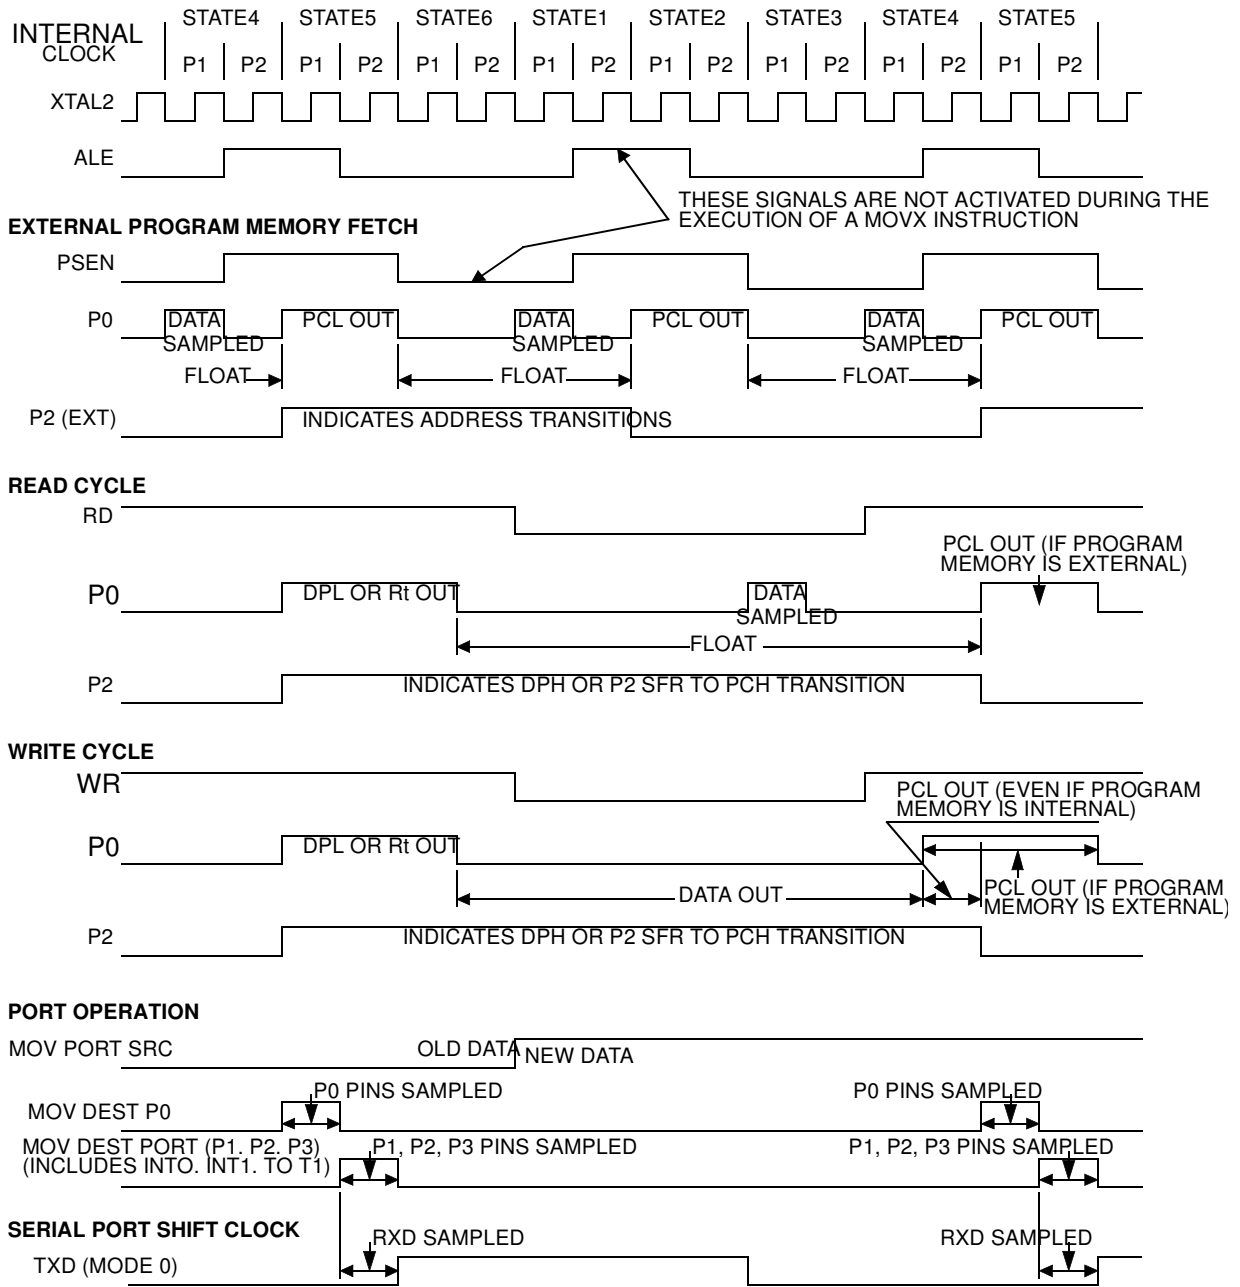 INTERNAL
CLOCK
STATE4 STATE5 STATE6 STATE1 STATE2 STATE3 STATE4 STATE5
P1 P2 P1 P2 P1 P2 P1 P2 P1 P2 P1 P2 P1 P2 P1 P2
XTAL2
ALE
THESE SIGNALS ARE NOT ACTIVATED DURING THE
EXECUTION OF A MOVX INSTRUCTION
EXTERNAL PROGRAM MEMORY FETCH
PSEN
P0 DATA PCL OUT DATA PCL OUT DATA PCL OUT
SAMPLED SAMPLED SAMPLED
FLOAT FLOAT FLOAT
P2 (EXT) INDICATES ADDRESS TRANSITIONS
READ CYCLE
RD
PCL OUT (IF PROGRAM
MEMORY IS EXTERNAL)
P0 DPL OR Rt OUT DATA
SAMPLED
FLOAT
P2 INDICATES DPH OR P2 SFR TO PCH TRANSITION
WRITE CYCLE
WR
PCL OUT (EVEN IF PROGRAM
MEMORY IS INTERNAL)
P0 DPL OR Rt OUT
DATA OUT
PCL OUT (IF PROGRAM
MEMORY IS EXTERNAL)
P2 INDICATES DPH OR P2 SFR TO PCH TRANSITION
PORT OPERATION
MOV PORT SRC OLD DATA NEW DATA
P0 PINS SAMPLED P0 PINS SAMPLED
MOV DEST P0
MOV DEST PORT (P1. P2. P3) P1, P2, P3 PINS SAMPLED P1, P2, P3 PINS SAMPLED
(INCLUDES INTO. INT1. TO T1)
SERIAL PORT SHIFT CLOCK
RXD SAMPLED RXD SAMPLED
TXD (MODE 0)